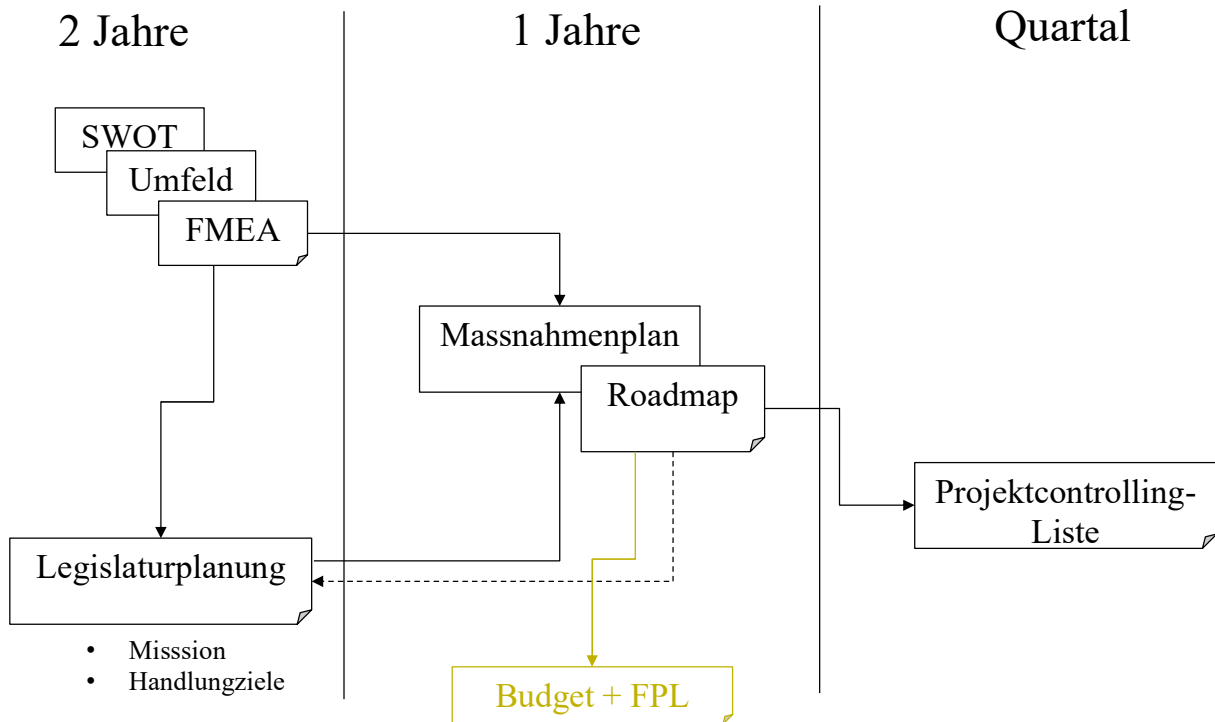 2 Jahre
1 Jahre
Quartal
SWOT
Umfeld
FMEA
Massnahmenplan
Roadmap
Projektcontrolling-
Liste
Legislaturplanung
• Misssion
• Handlungziele
Budget + FPL